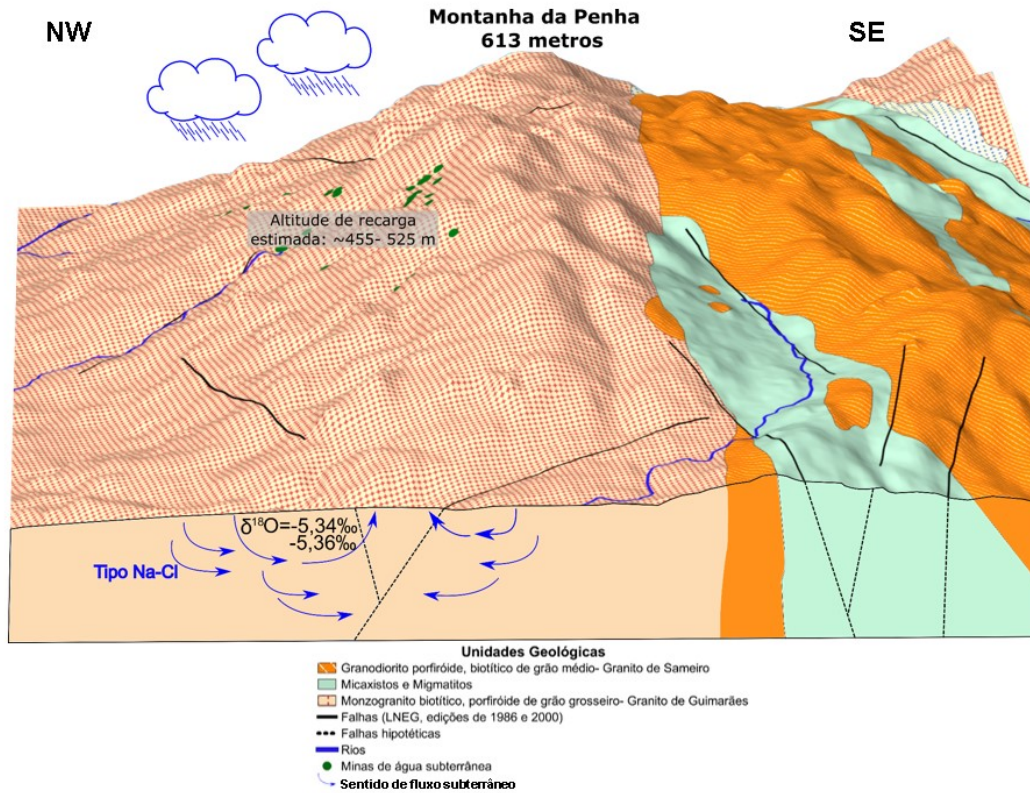 NW
Montanha da Penha
613 metros
SE
Altitude de recarga
estimada: ~455- 525 m
δ¹⁸O=-5,34‰
-5,36‰
Tipo Na-Cl
Unidades Geológicas
Granodiorito porfiróide, biotítico de grão médio- Granito de Sameiro
Micaxistos e Migmatitos
Monzogranito biotítico, porfiróide de grão grosseiro- Granito de Guimarães
Falhas (LNEG, edições de 1986 e 2000)
Falhas hipotéticas
Rios
Minas de água subterrânea
Sentido de fluxo subterrâneo